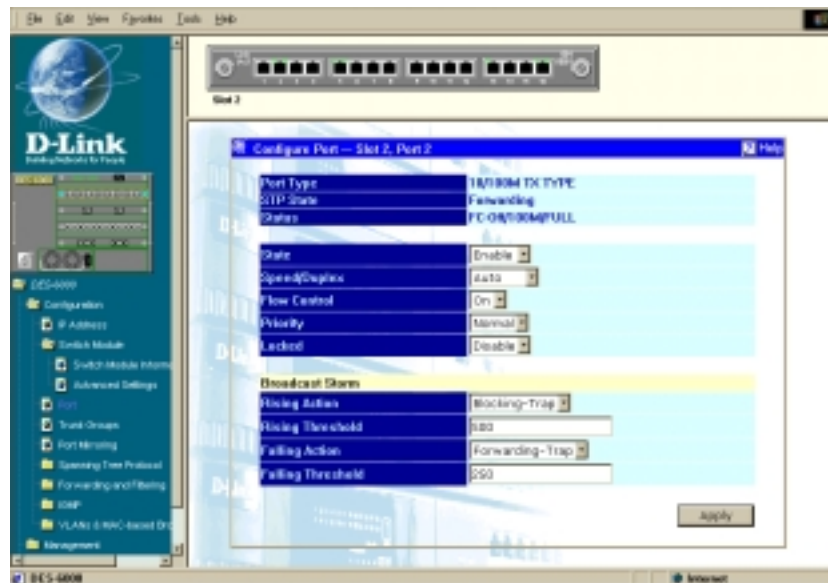 File Edit View Favorites Tools Help
Slot 2
D-Link
Building Networks for People
DES-6000
Configuration
IP Address
Switch Module
Switch Module Inform
Advanced Settings
Port
Trunk Groups
Port Mirroring
Spanning Tree Protocol
Forwarding and Filtering
IGMP
VLANs & MAC-based Bro
Management
Configure Port — Slot 2, Port 2
Help
Port Type 10/100M TX TYPE
STP State Forwarding
Status FC-ON/100M/FULL
State Enable
Speed/Duplex Auto
Flow Control On
Priority Normal
Locked Disable
Broadcast Storm
Rising Action Blocking-Trap
Rising Threshold 500
Falling Action Forwarding-Trap
Falling Threshold 250
Apply
DES-6000
Internet